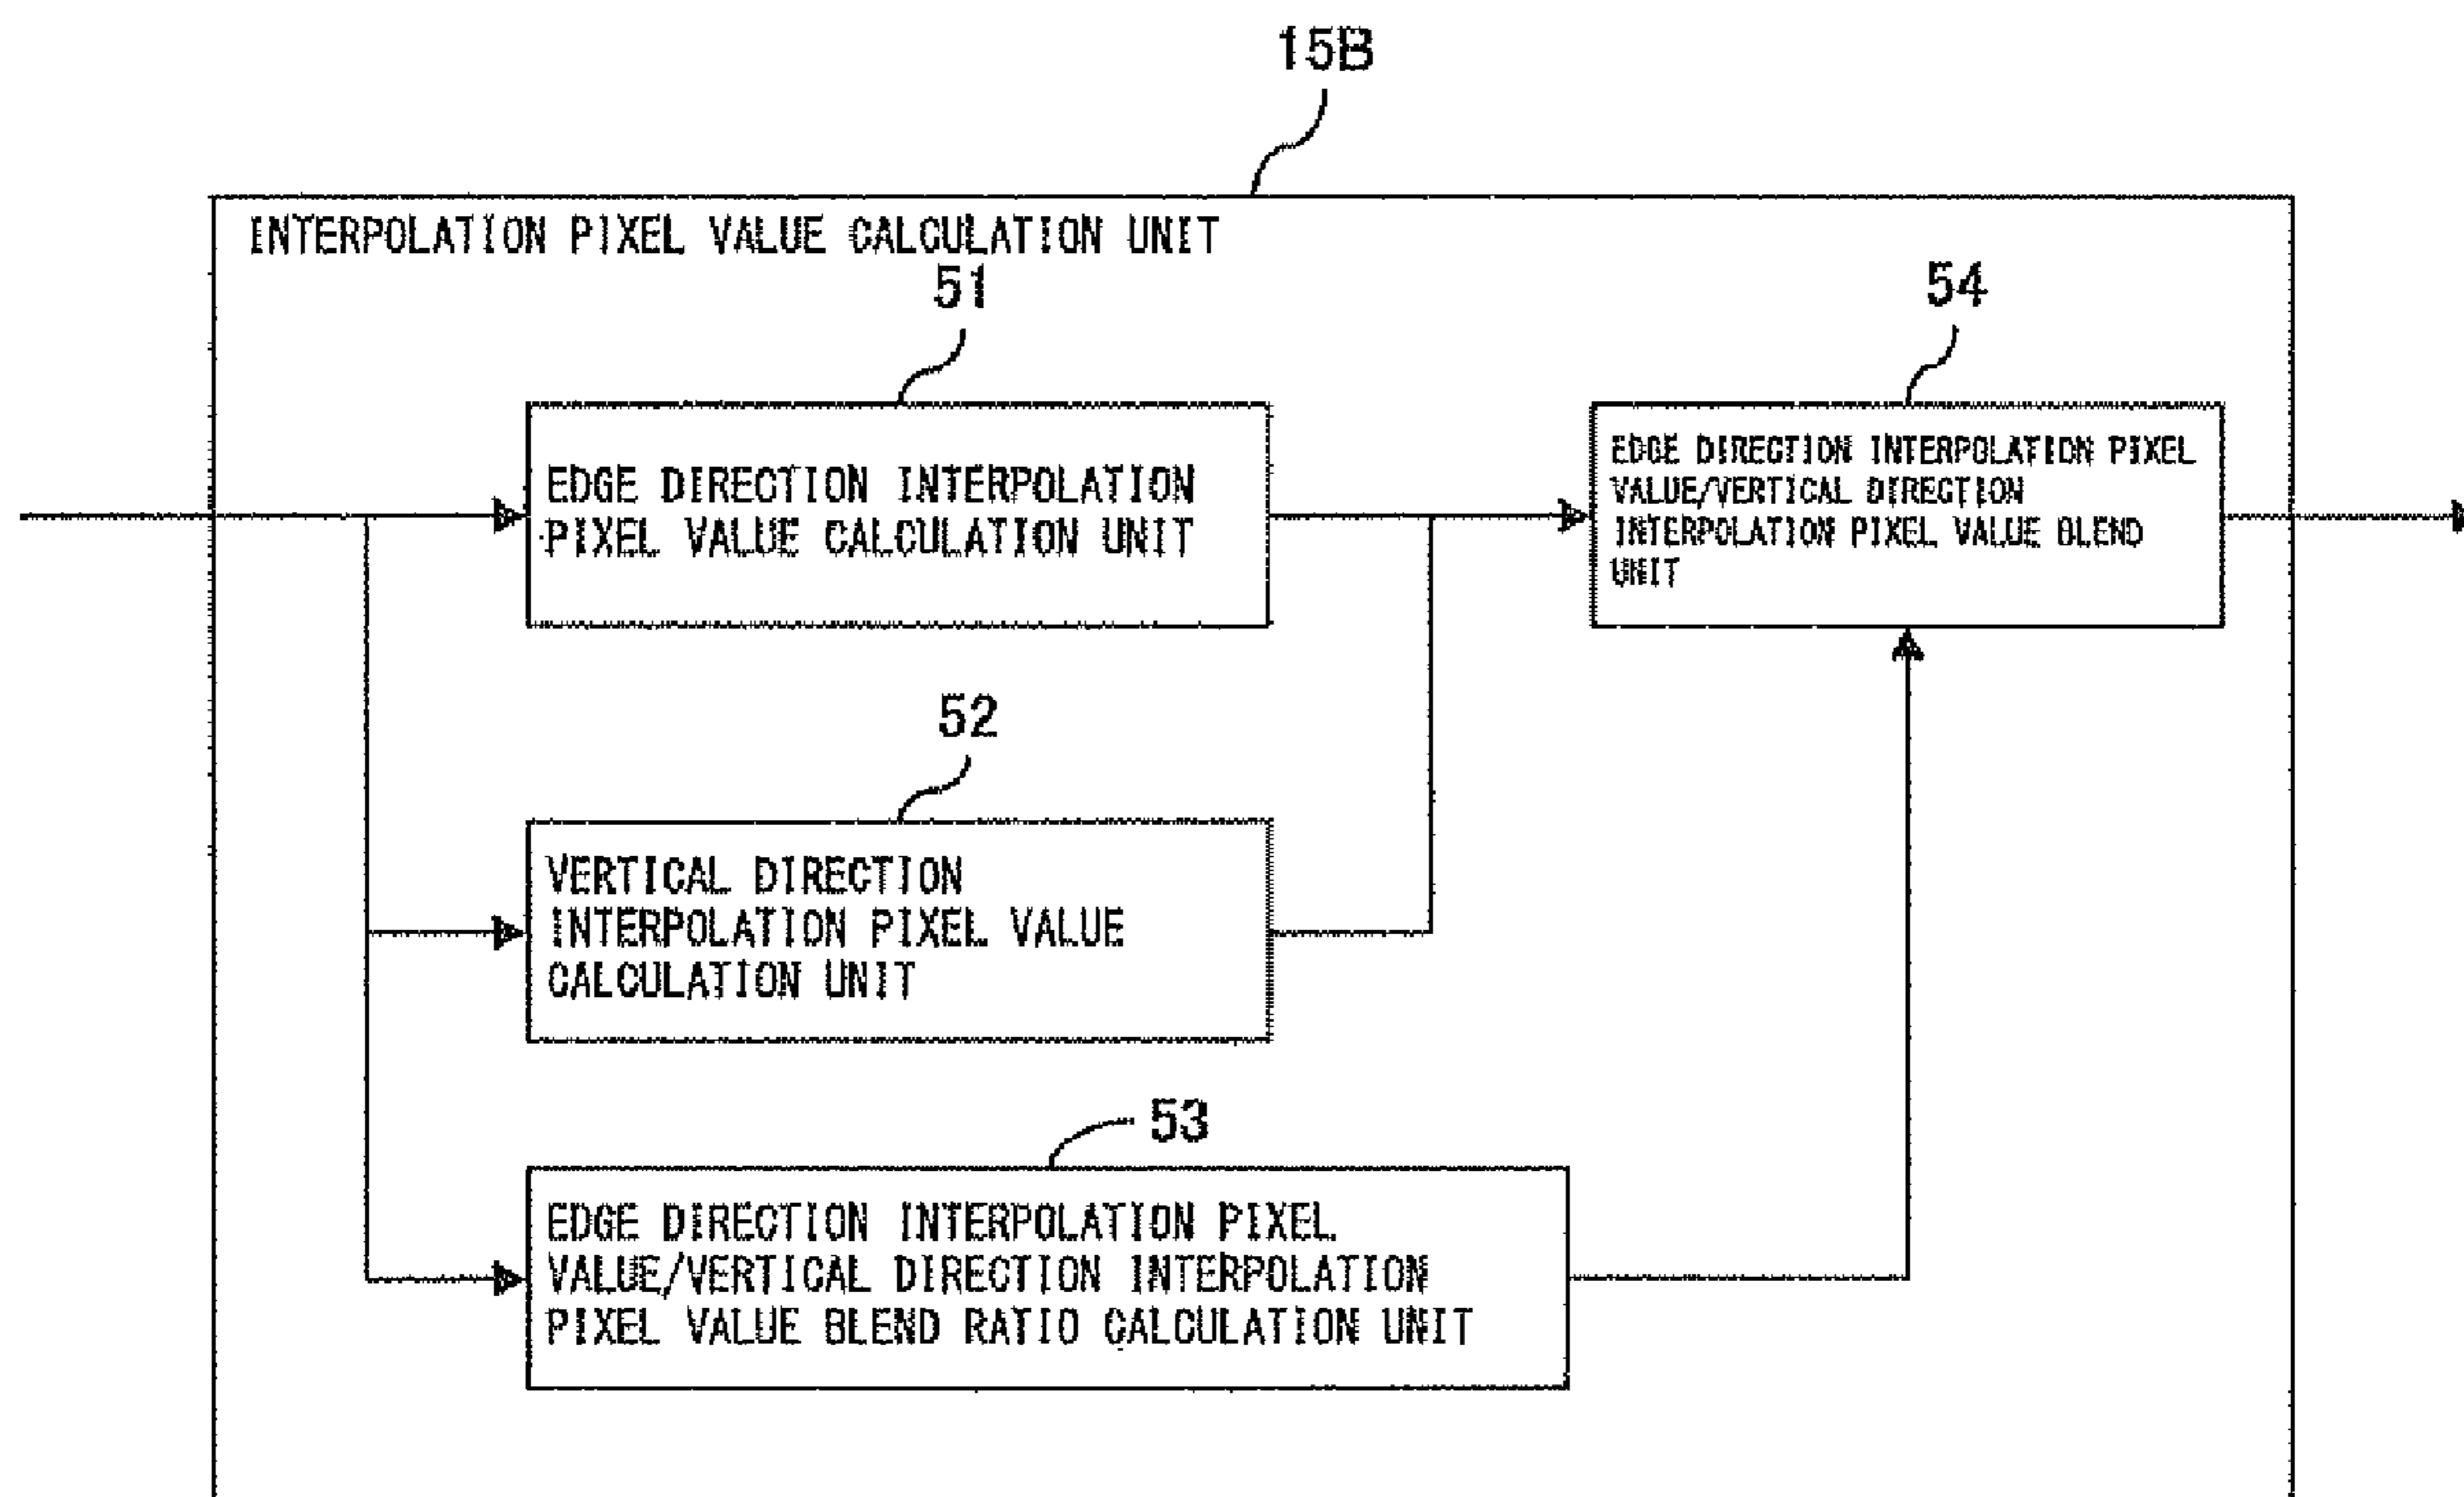 15B
INTERPOLATION PIXEL VALUE CALCULATION UNIT
51
54
EDGE DIRECTION INTERPOLATION
PIXEL VALUE CALCULATION UNIT
EDGE DIRECTION INTERPOLATION PIXEL
VALUE/VERTICAL DIRECTION
INTERPOLATION PIXEL VALUE BLEND
UNIT
52
VERTICAL DIRECTION
INTERPOLATION PIXEL VALUE
CALCULATION UNIT
53
EDGE DIRECTION INTERPOLATION PIXEL
VALUE/VERTICAL DIRECTION INTERPOLATION
PIXEL VALUE BLEND RATIO CALCULATION UNIT